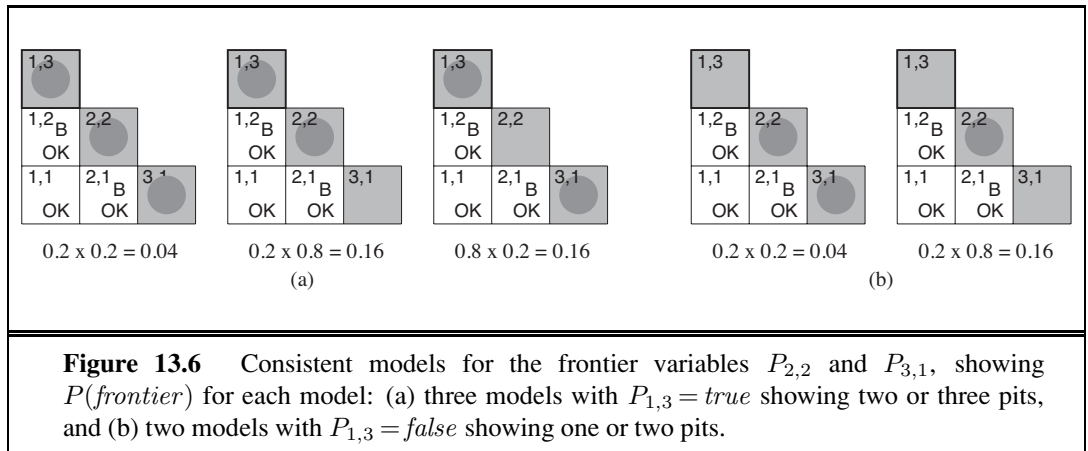 1,3 1,3 1,3 1,3 1,3
1,2 B 2,2 1,2 B 2,2 1,2 B 2,2 1,2 B 2,2 1,2 B 2,2
OK OK OK OK OK
1,1 2,1 B 3,1 1,1 2,1 B 3,1 1,1 2,1 B 3,1 1,1 2,1 B 3,1 1,1 2,1 B 3,1
OK OK OK OK OK OK OK OK OK OK
0.2 x 0.2 = 0.04 0.2 x 0.8 = 0.16 0.8 x 0.2 = 0.16 0.2 x 0.2 = 0.04 0.2 x 0.8 = 0.16
(a) (b)
Figure 13.6 Consistent models for the frontier variables P2,2 and P3,1, showing
P(frontier) for each model: (a) three models with P1,3 = true showing two or three pits,
and (b) two models with P1,3 = false showing one or two pits.